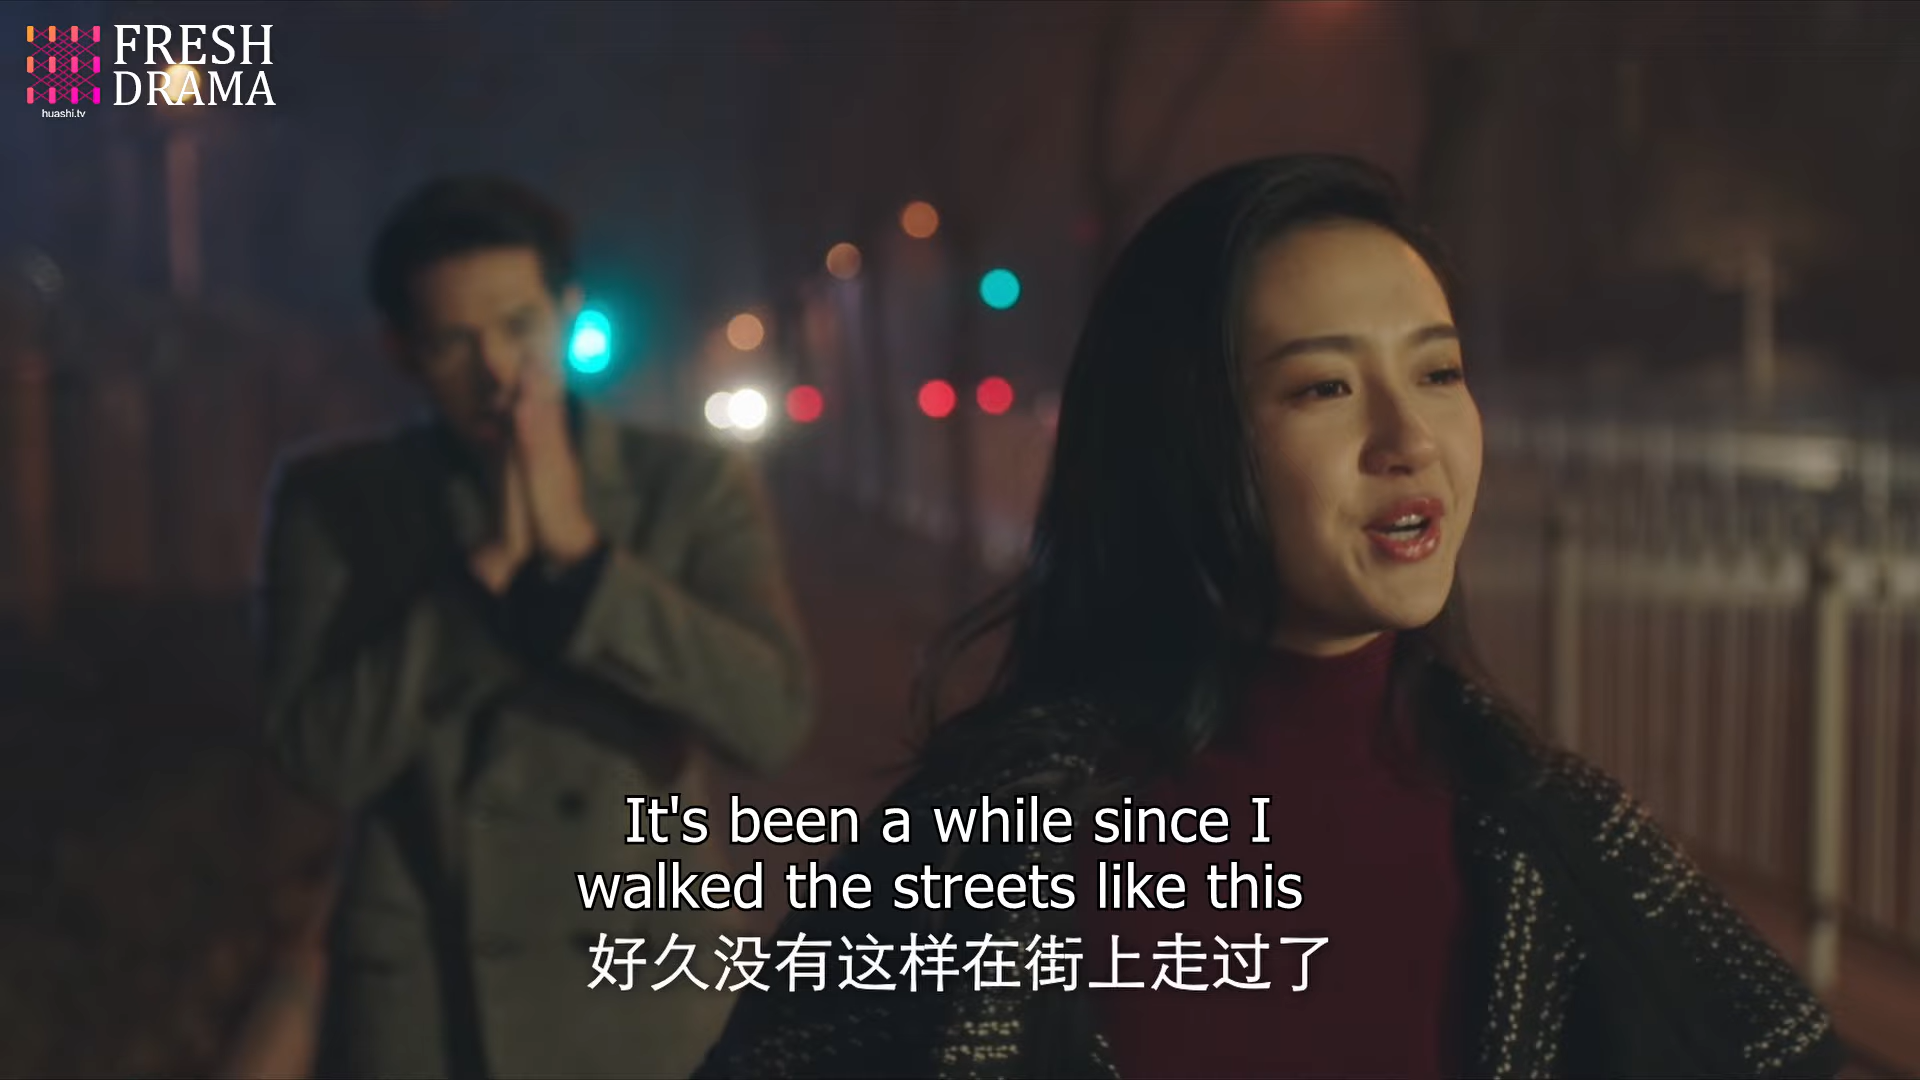 FRESH
DRAMA
huashi.tv
It's been a while since I
walked the streets like this
好久没有这样在街上走过了